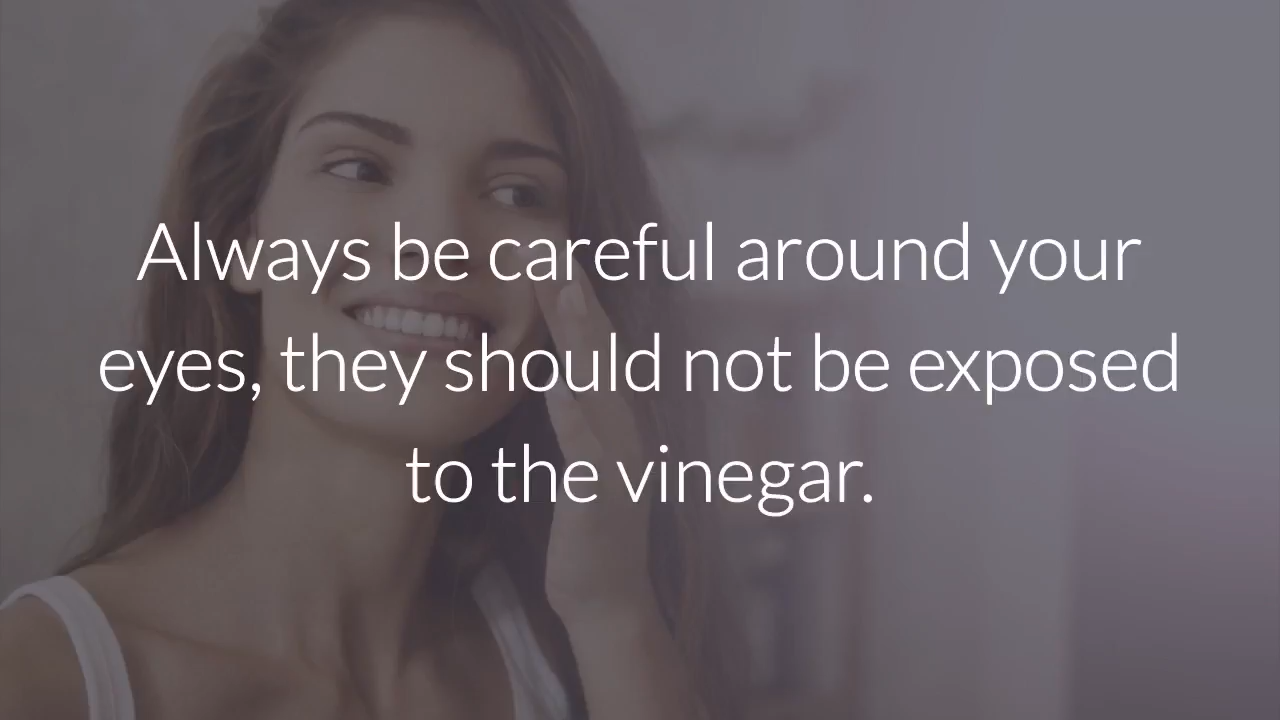 Always be careful around your
eyes, they should not be exposed
to the vinegar.